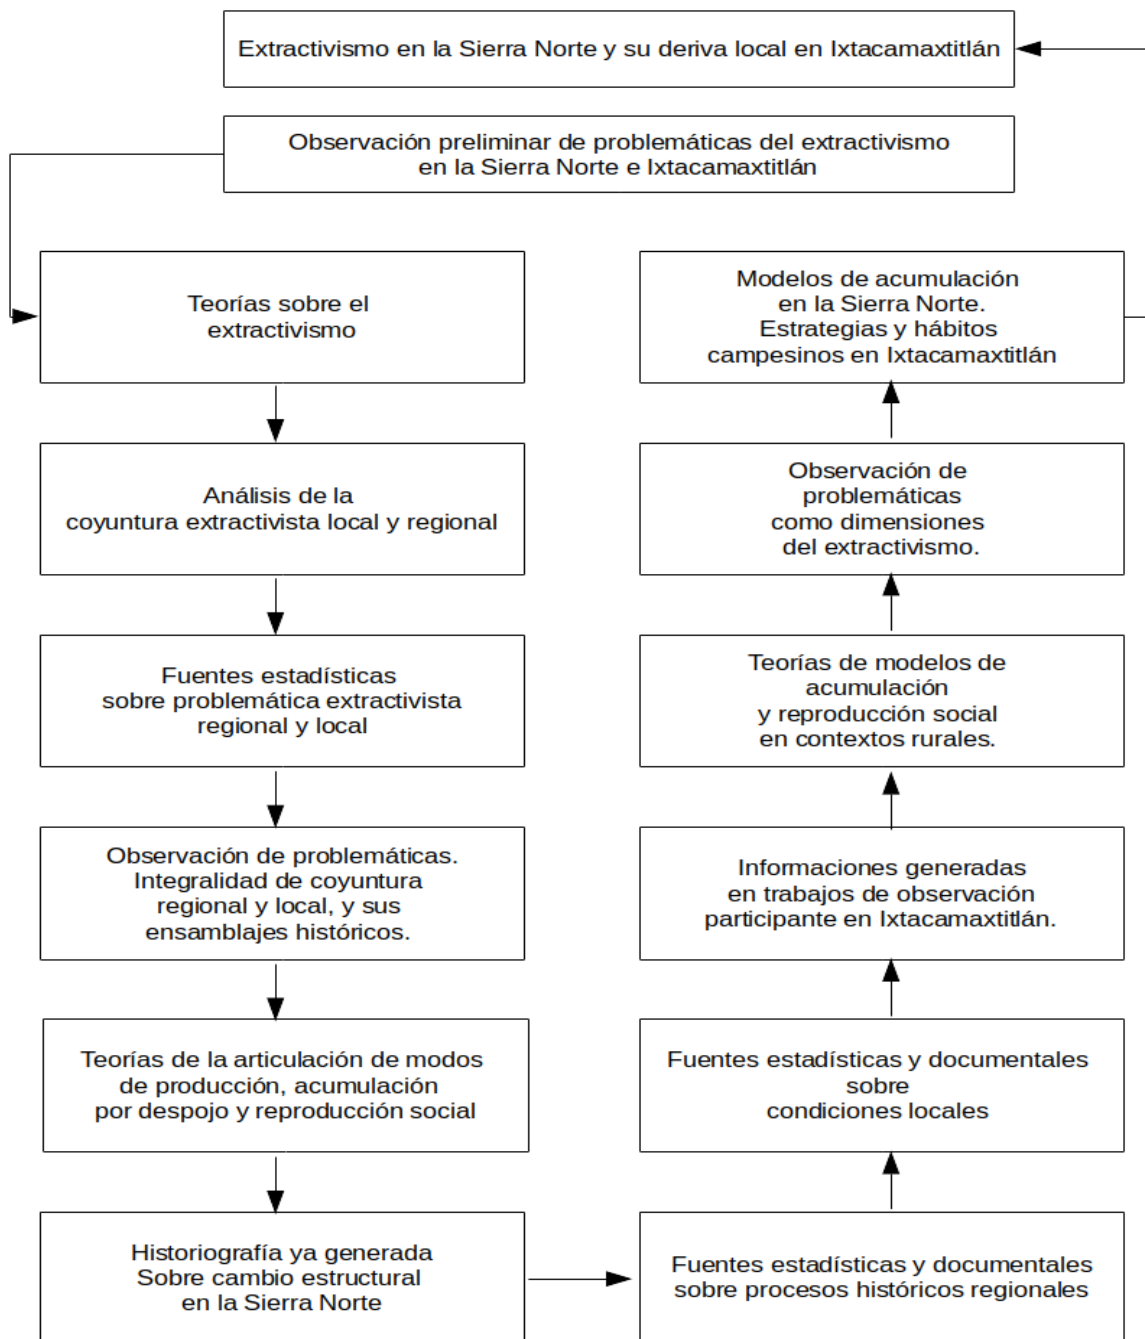 Extractivismo en la Sierra Norte y su deriva local en Ixtacamaxtitlán
Observación preliminar de problemáticas del extractivismo
en la Sierra Norte e Ixtacamaxtitlán
Teorías sobre el
extractivismo
Análisis de la
coyuntura extractivista local y regional
Fuentes estadísticas
sobre problemática extractivista
regional y local
Observación de problemáticas.
Integralidad de coyuntura
regional y local, y sus
ensamblajes históricos.
Teorías de la articulación de modos
de producción, acumulación
por despojo y reproducción social
Historiografía ya generada
Sobre cambio estructural
en la Sierra Norte
Fuentes estadísticas y documentales
sobre procesos históricos regionales
Fuentes estadísticas y documentales
sobre
condiciones locales
Informaciones generadas
en trabajos de observación
participante en Ixtacamaxtitlán.
Teorías de modelos de
acumulación
y reproducción social
en contextos rurales.
Observación de
problemáticas
como dimensiones
del extractivismo.
Modelos de acumulación
en la Sierra Norte.
Estrategias y hábitos
campesinos en Ixtacamaxtitlán